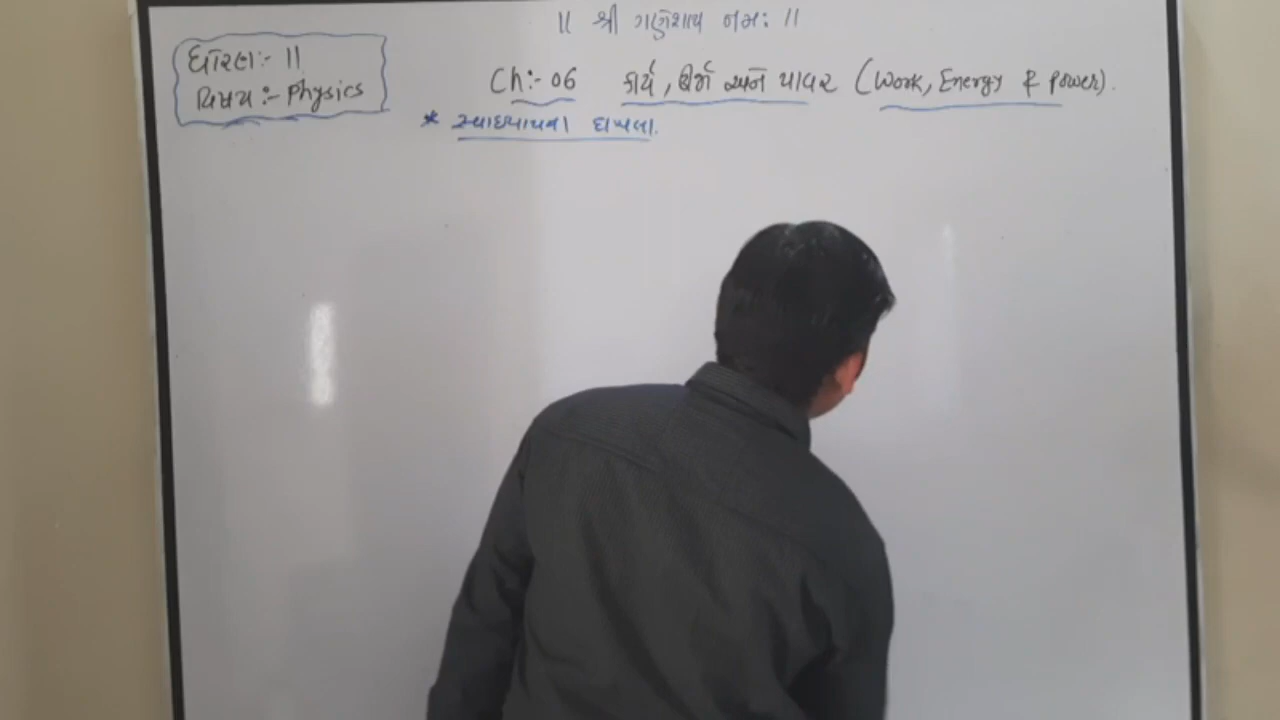 ॥ શ્રી ગણેશાય નમઃ ॥
ધોરણ:- 11
વિષય :- Physics
Ch:- 06 કાર્ય, ઊર્જા અને પાવર (Work, Energy & Power).
* સ્વાધ્યાયના દાખલા.